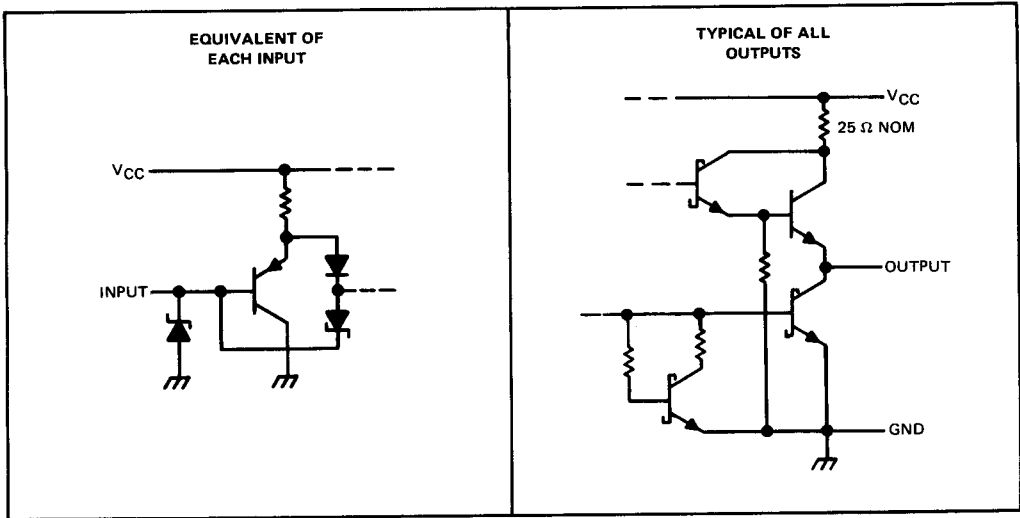 EQUIVALENT OF
EACH INPUT
VCC
INPUT
TYPICAL OF ALL
OUTPUTS
VCC
25 Ω NOM
OUTPUT
GND